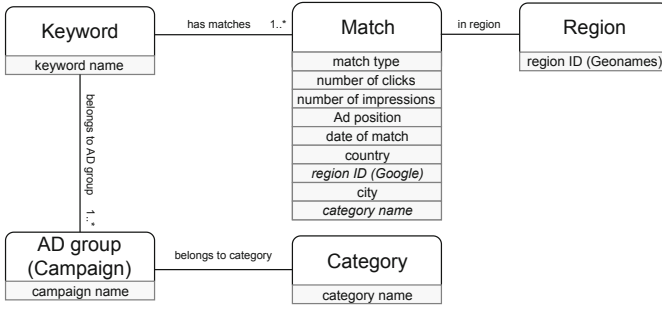 Keyword
keyword name
has matches 1..*
Match
match type
number of clicks
number of impressions
Ad position
date of match
country
region ID (Google)
city
category name
in region
Region
region ID (Geonames)
belongs to AD group 1..*
AD group
(Campaign)
campaign name
belongs to category
Category
category name